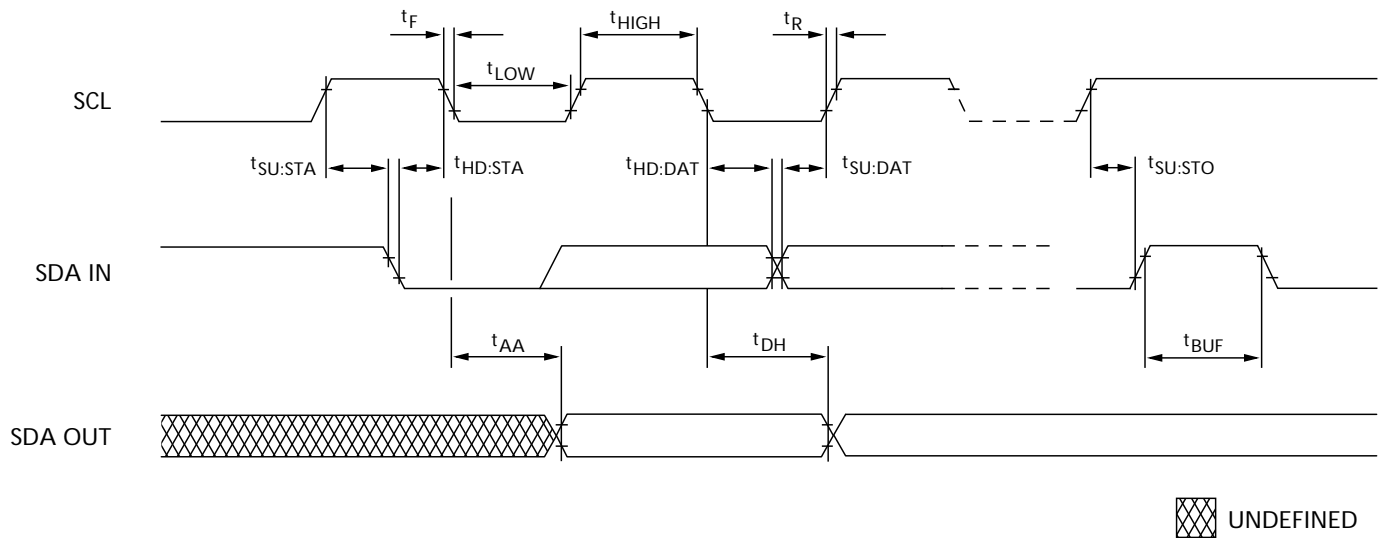 tF
tHIGH
tR
tLOW
SCL
tSU:STA
tHD:STA
tHD:DAT
tSU:DAT
tSU:STO
SDA IN
tAA
tDH
tBUF
SDA OUT
UNDEFINED